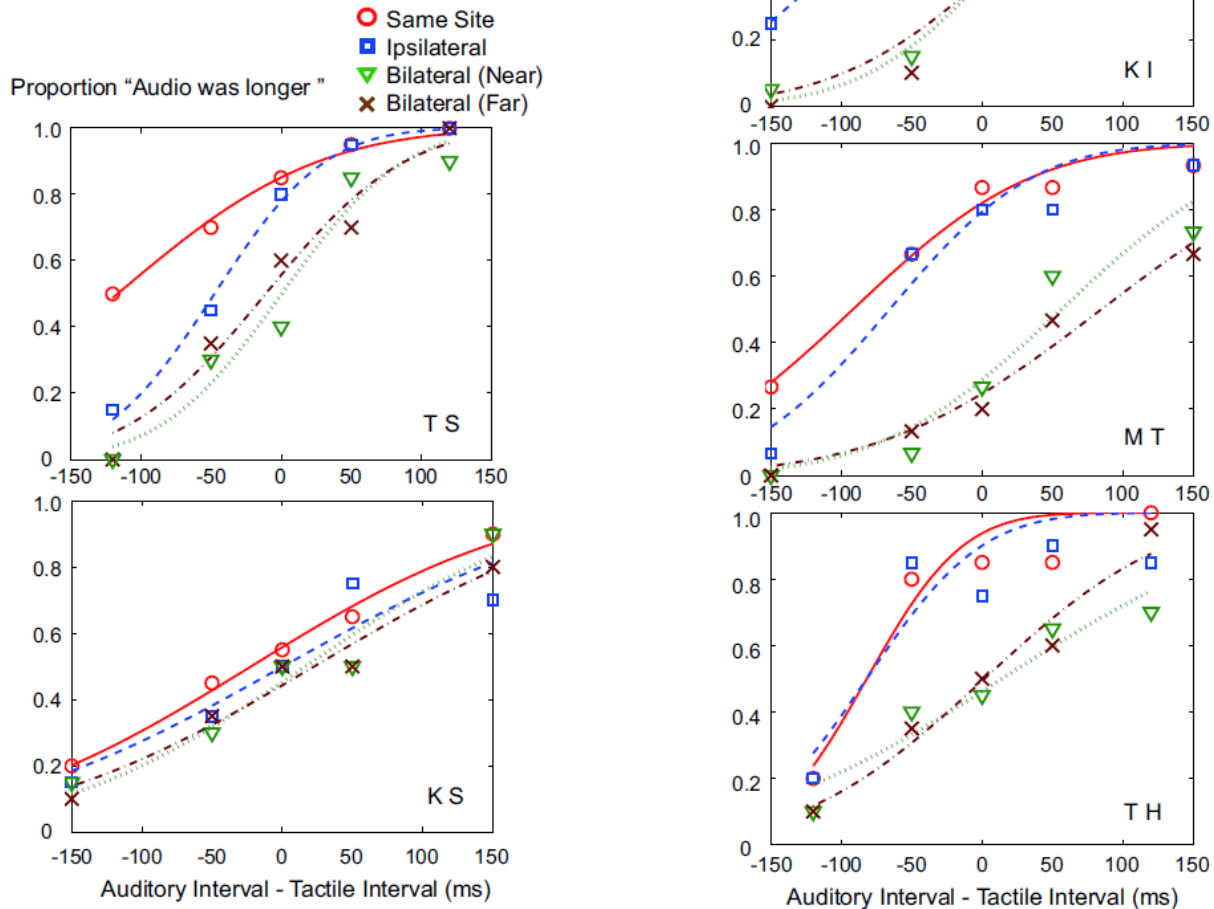 Same Site
Ipsilateral
Bilateral (Near)
Bilateral (Far)
Proportion “Audio was longer ”
1.0
0.8
0.6
0.4
0.2
0
-150 -100 -50 0 50 100 150
T S
1.0
0.8
0.6
0.4
0.2
0
-150 -100 -50 0 50 100 150
K S
Auditory Interval - Tactile Interval (ms)
0.2
0
-150 -100 -50 0 50 100 150
K I
1.0
0.8
0.6
0.4
0.2
0
-150 -100 -50 0 50 100 150
M T
1.0
0.8
0.6
0.4
0.2
0
-150 -100 -50 0 50 100 150
T H
Auditory Interval - Tactile Interval (ms)